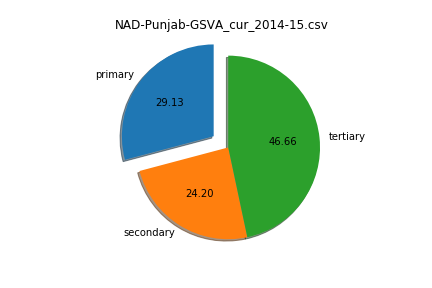 NAD-Punjab-GSVA_cur_2014-15.csv
primary
29.13
46.66
tertiary
24.20
secondary